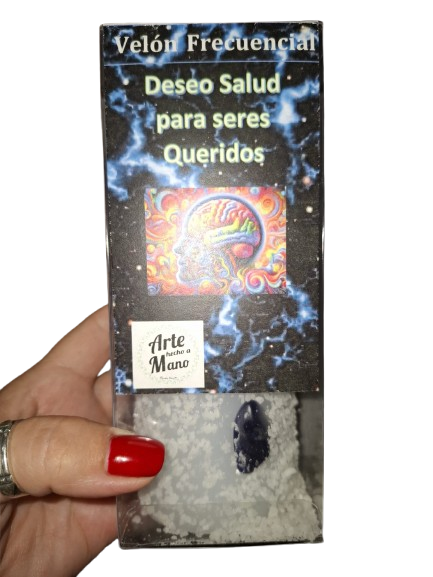 Velón Frecuencial
Deseo Salud
para seres
Queridos
Arte
hecho a
Mano